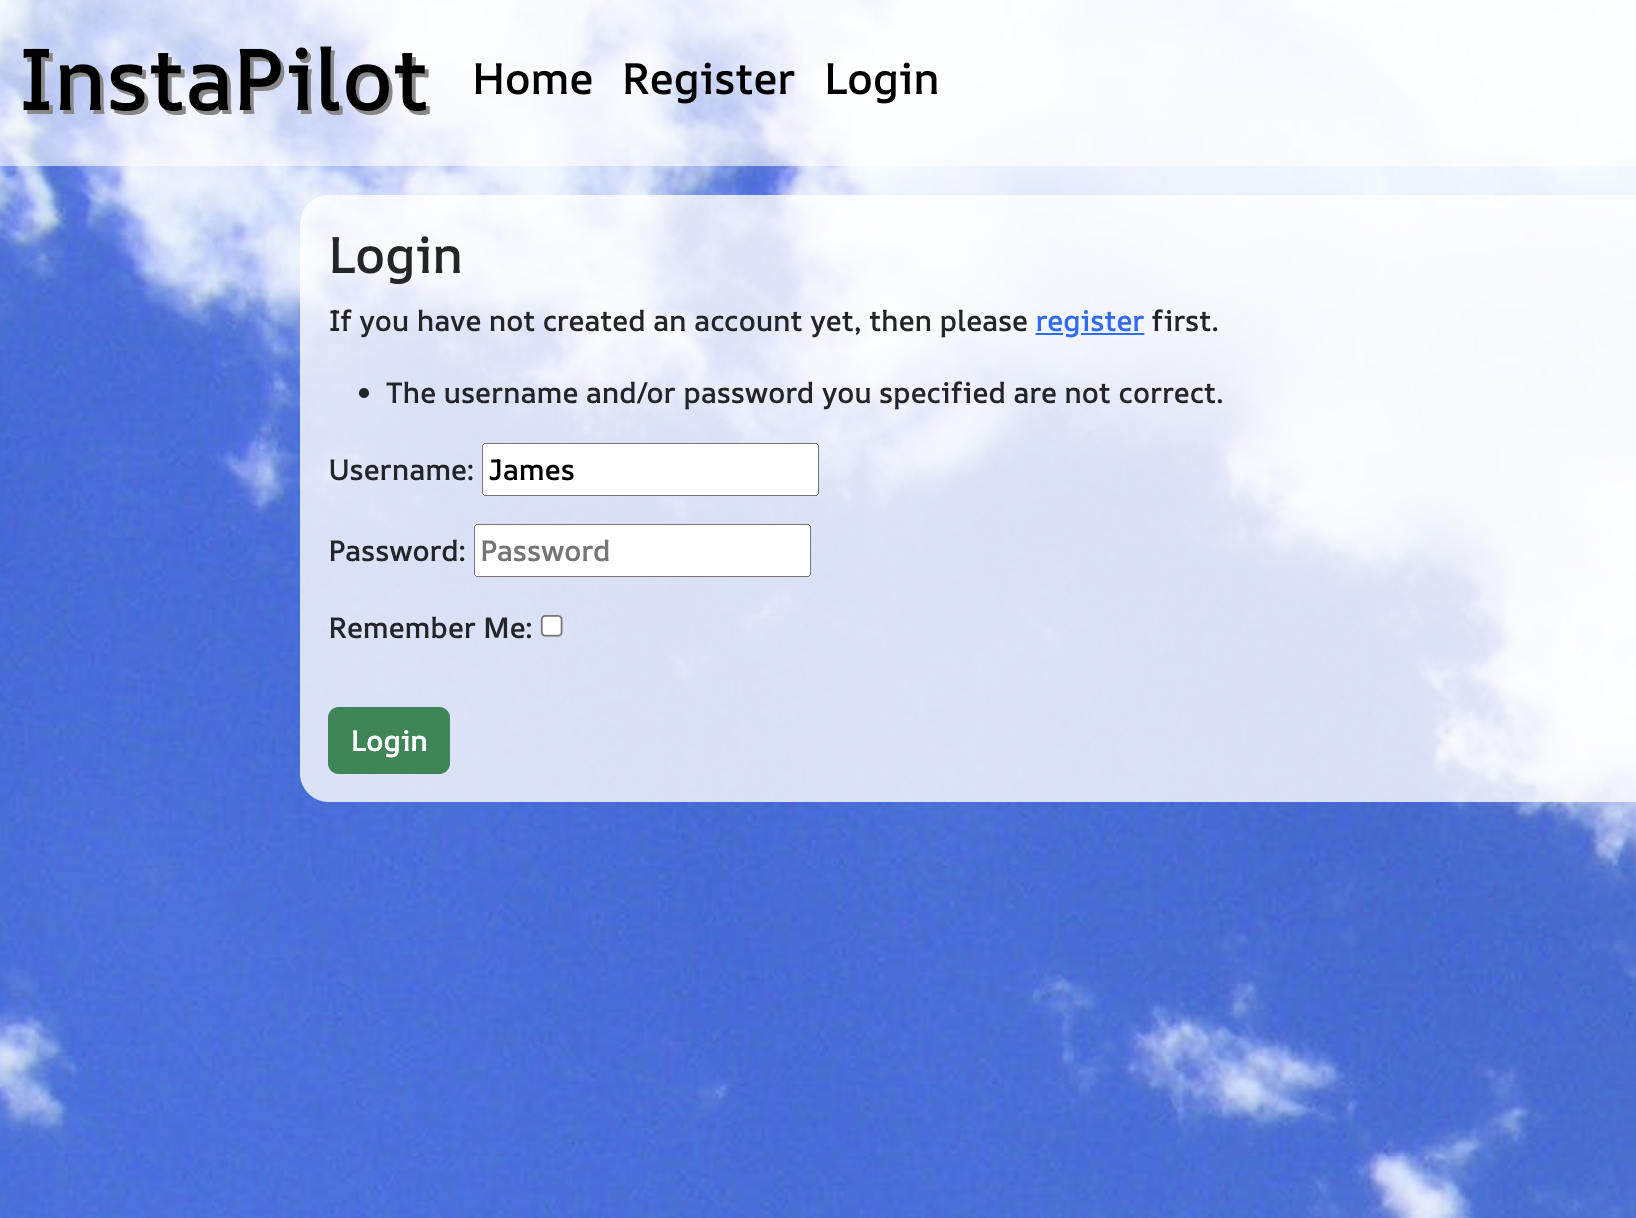 InstaPilot Home Register Login
Login
If you have not created an account yet, then please register first.
The username and/or password you specified are not correct.
Username: James
Password: Password
Remember Me:
Login